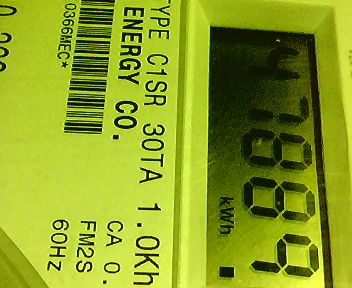 47889
kWh
TYPE C1SR 30TA 1.0Kh
ENERGY CO.
CA 0.
FM2S
60Hz
0366MEC*